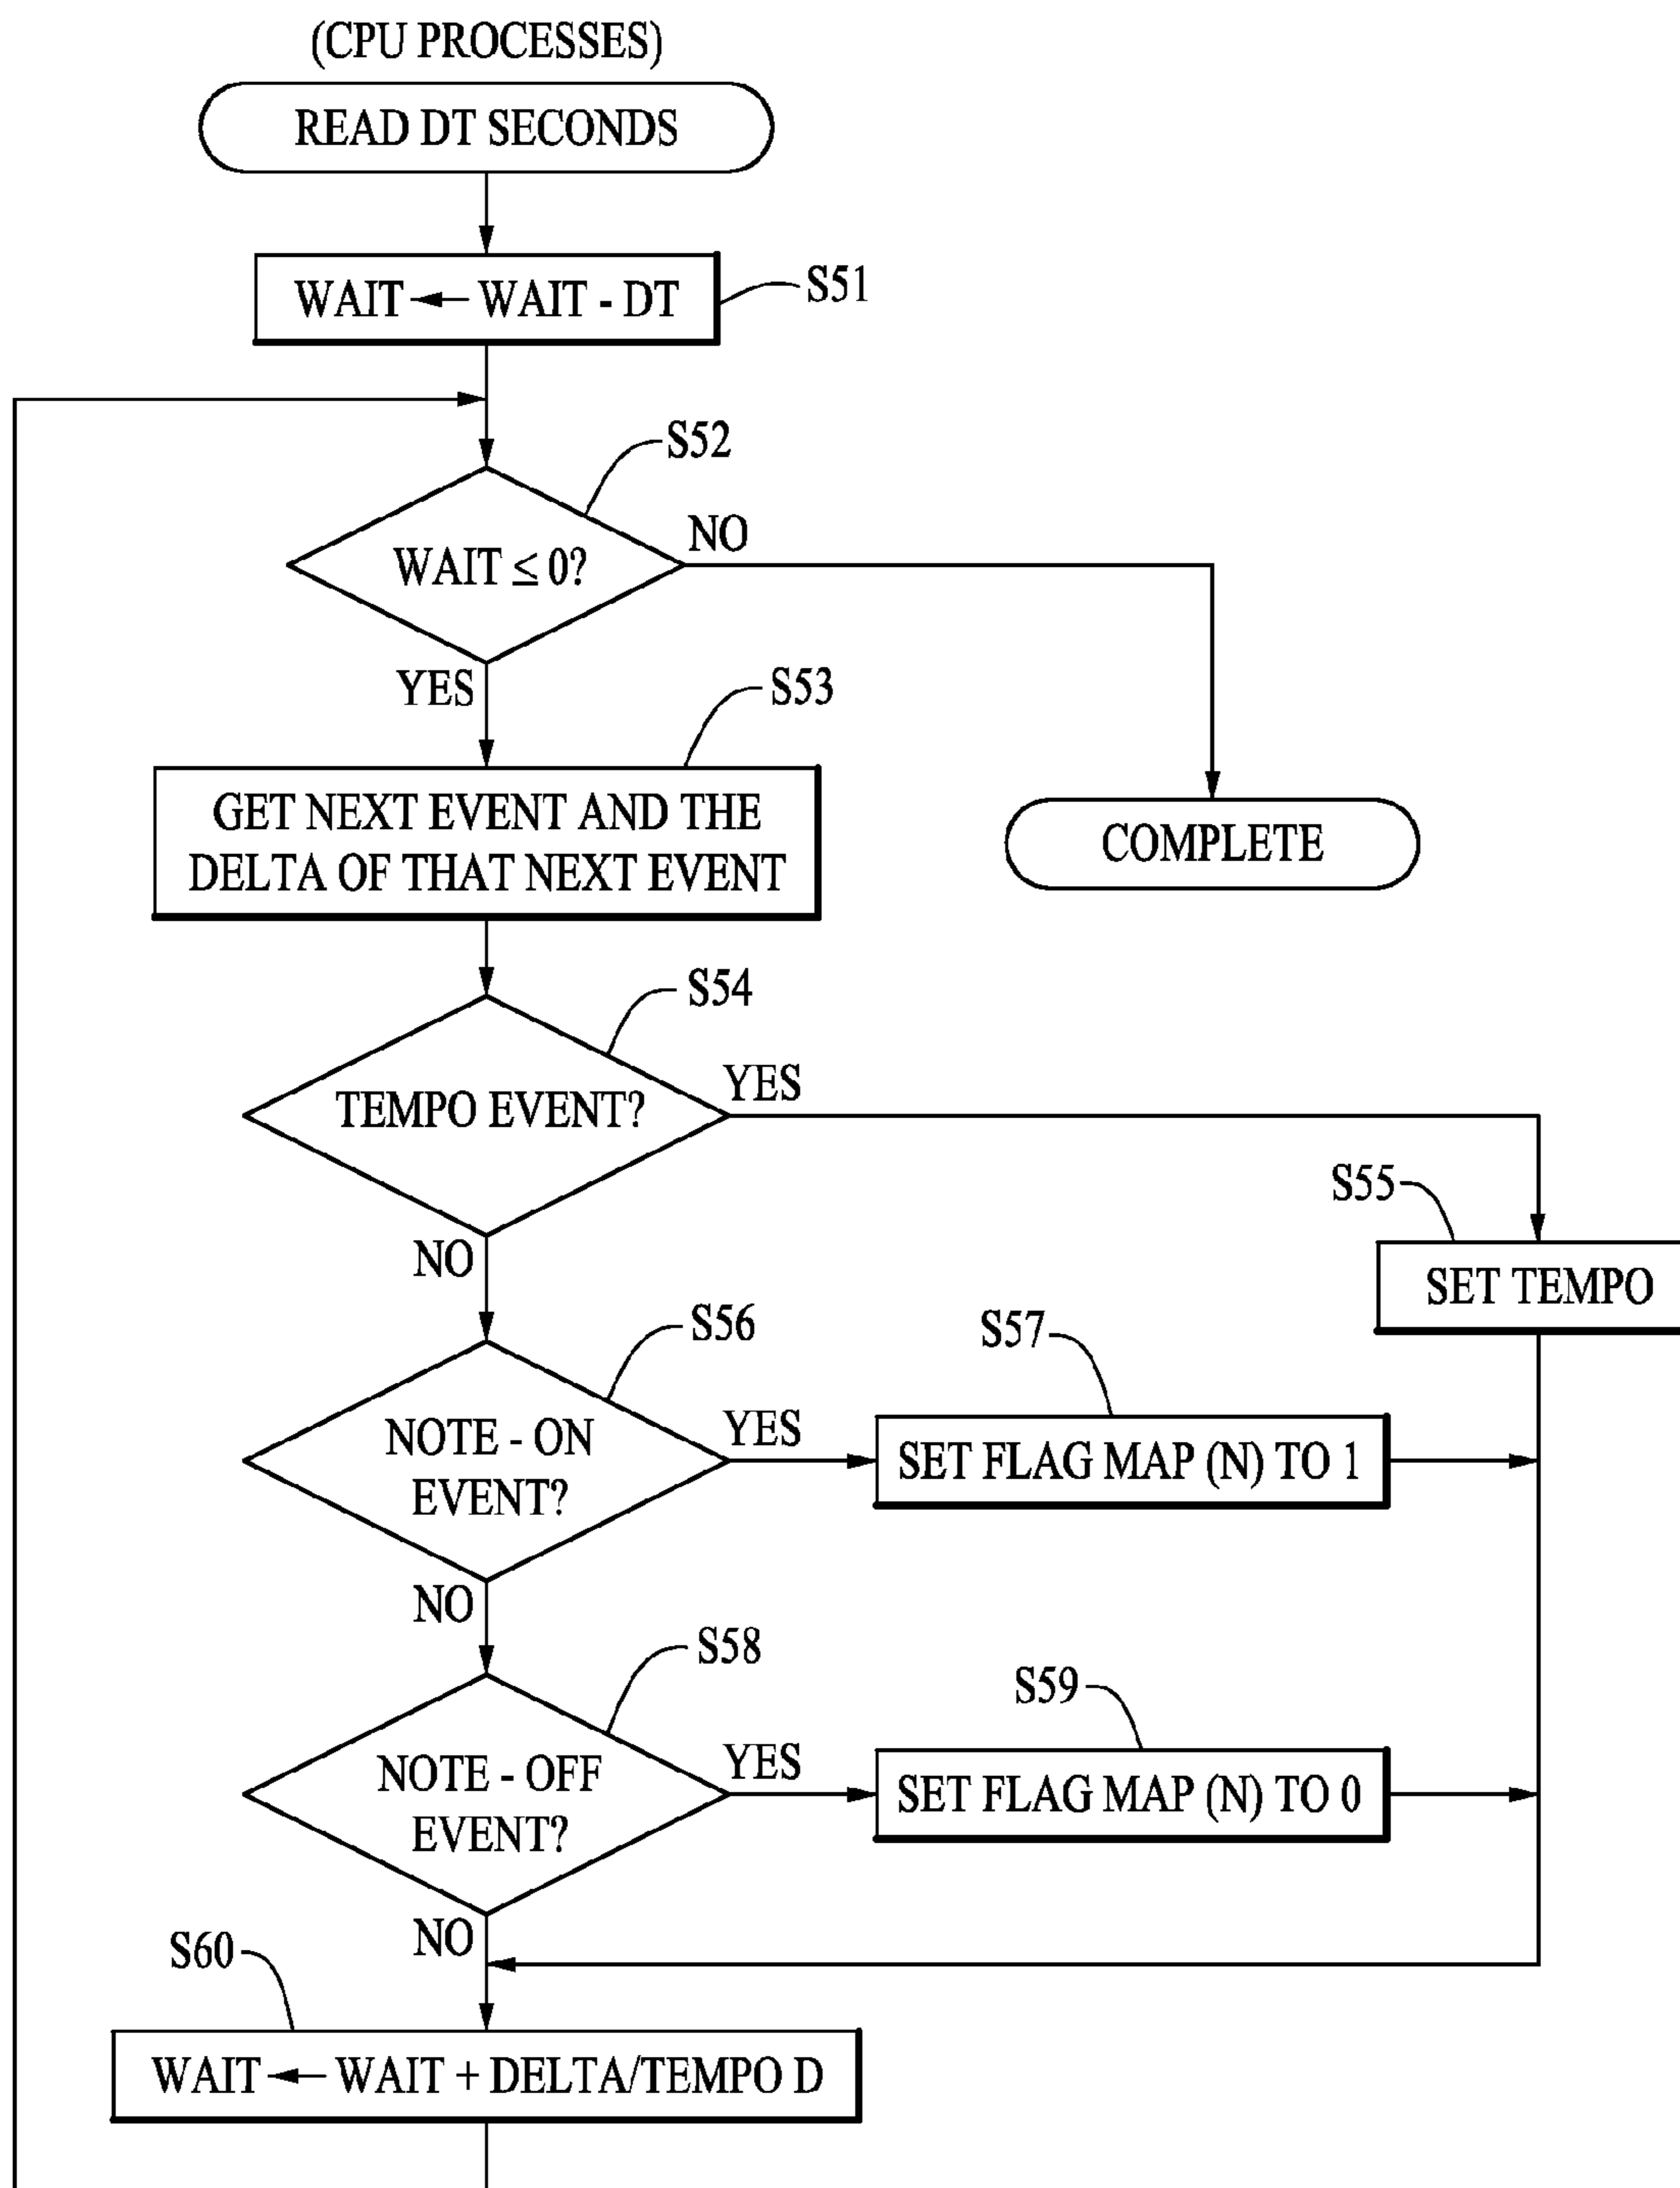 (CPU PROCESSES)
READ DT SECONDS
WAIT ← WAIT - DT
S51
S52
WAIT ≤ 0?
NO
YES
S53
GET NEXT EVENT AND THE
DELTA OF THAT NEXT EVENT
COMPLETE
S54
TEMPO EVENT?
YES
NO
S55
SET TEMPO
S56
NOTE - ON
EVENT?
YES
S57
SET FLAG MAP (N) TO 1
NO
S58
NOTE - OFF
EVENT?
YES
S59
SET FLAG MAP (N) TO 0
NO
S60
WAIT ← WAIT + DELTA/TEMPO D